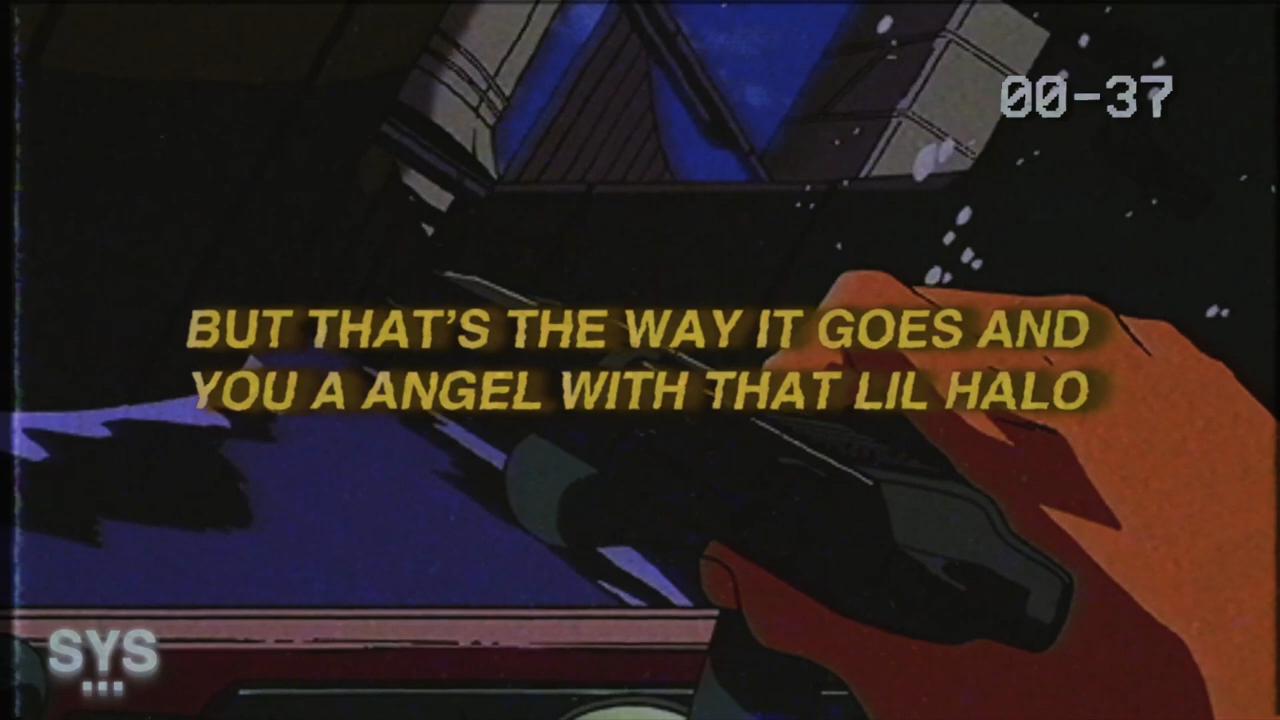 00-37
BUT THAT'S THE WAY IT GOES AND
YOU A ANGEL WITH THAT LIL HALO
SYS
...